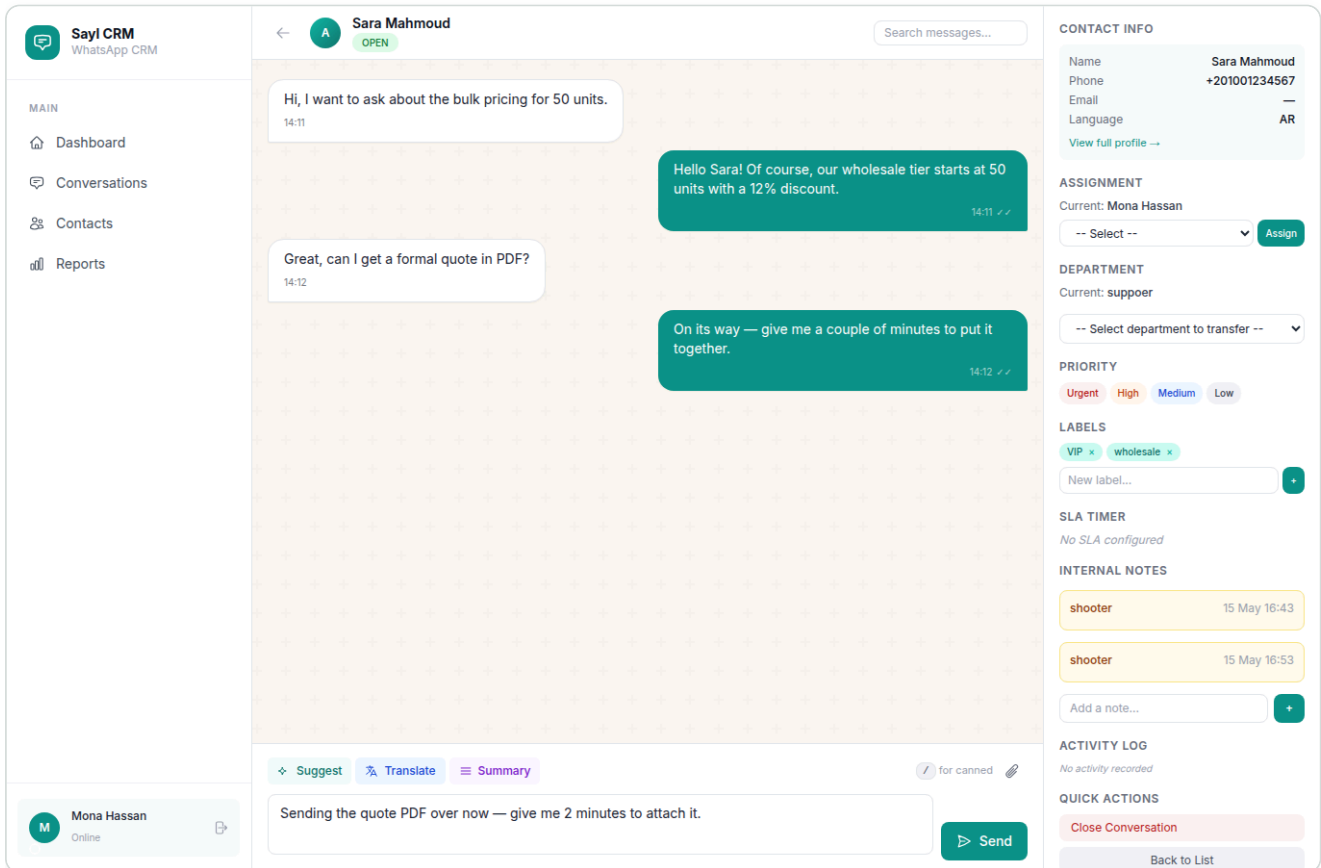 Sayl CRM
WhatsApp CRM
MAIN
Dashboard
Conversations
Contacts
Reports
M
Mona Hassan
Online
A
Sara Mahmoud
OPEN
Search messages...
Hi, I want to ask about the bulk pricing for 50 units.
14:11
Hello Sara! Of course, our wholesale tier starts at 50
units with a 12% discount.
14:11 ✓✓
Great, can I get a formal quote in PDF?
14:12
On its way — give me a couple of minutes to put it
together.
14:12 ✓✓
Suggest
Translate
Summary
/ for canned
Sending the quote PDF over now — give me 2 minutes to attach it.
Send
CONTACT INFO
Name Sara Mahmoud
Phone +201001234567
Email —
Language AR
View full profile →
ASSIGNMENT
Current: Mona Hassan
-- Select --
Assign
DEPARTMENT
Current: suppoer
-- Select department to transfer --
PRIORITY
Urgent High Medium Low
LABELS
VIP × wholesale ×
New label...
+
SLA TIMER
No SLA configured
INTERNAL NOTES
shooter 15 May 16:43
shooter 15 May 16:53
Add a note...
+
ACTIVITY LOG
No activity recorded
QUICK ACTIONS
Close Conversation
Back to List